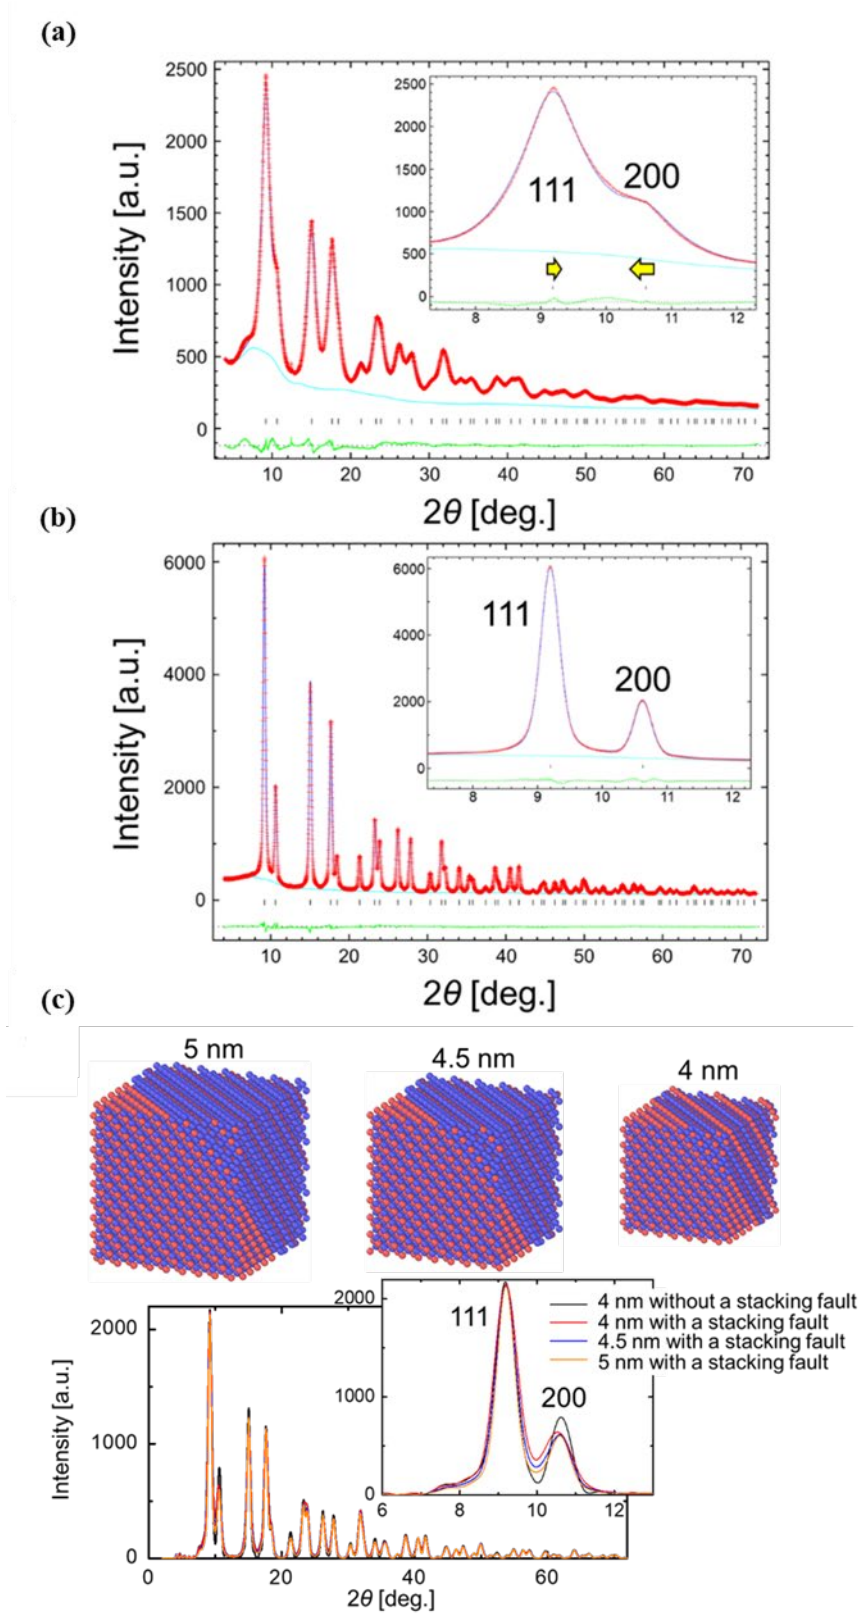 (a)
2500
2000
1500
1000
500
0
Intensity [a.u.]
10 20 30 40 50 60 70
2θ [deg.]
2500
2000
1500
1000
500
0
111
200
8 9 10 11 12
(b)
6000
4000
2000
0
Intensity [a.u.]
10 20 30 40 50 60 70
2θ [deg.]
6000
4000
2000
0
111
200
8 9 10 11 12
(c)
5 nm
4.5 nm
4 nm
2000
1000
0
Intensity [a.u.]
0 20 40 60
2θ [deg.]
2000
1000
0
111
200
6 8 10 12
4 nm without a stacking fault
4 nm with a stacking fault
4.5 nm with a stacking fault
5 nm with a stacking fault